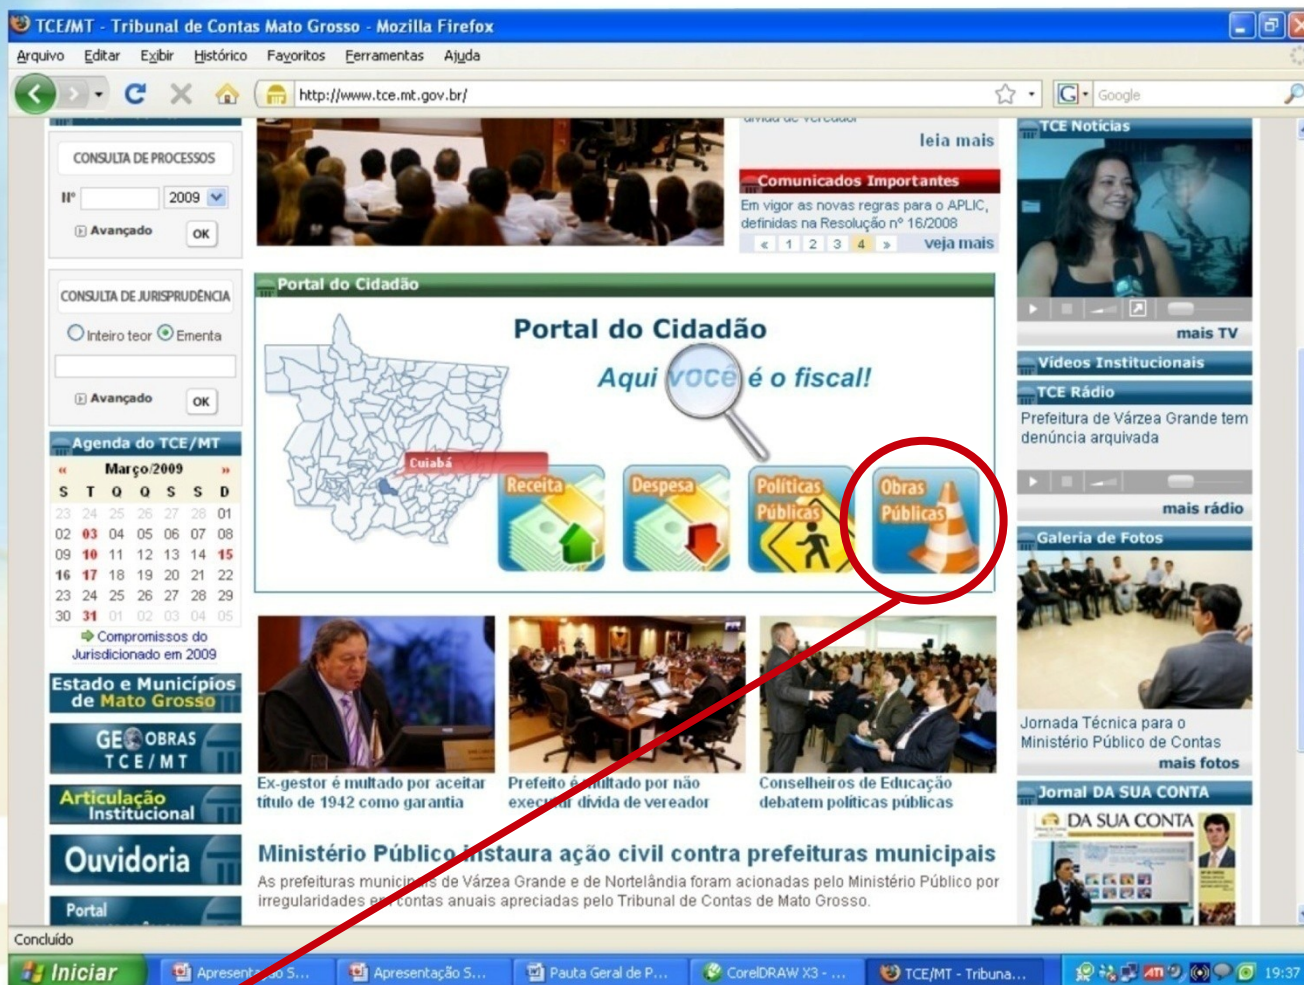 TCE/MT - Tribunal de Contas Mato Grosso - Mozilla Firefox
Arquivo Editar Exibir Histórico Favoritos Ferramentas Ajuda
http://www.tce.mt.gov.br/
Google
CONSULTA DE PROCESSOS
Nº 2009
Avançado OK
CONSULTA DE JURISPRUDÊNCIA
Inteiro teor Ementa
Avançado OK
Agenda do TCE/MT
« Março/2009 »
S T Q Q S S D
23 24 25 26 27 28 01
02 03 04 05 06 07 08
09 10 11 12 13 14 15
16 17 18 19 20 21 22
23 24 25 26 27 28 29
30 31 01 02 03 04 05
Compromissos do
Jurisdicionado em 2009
Estado e Municípios
de Mato Grosso
GEOBRAS
TCE/MT
Articulação
Institucional
Ouvidoria
Portal
dívida de vereador
leia mais
Comunicados Importantes
Em vigor as novas regras para o APLIC,
definidas na Resolução nº 16/2008
« 1 2 3 4 » veja mais
Portal do Cidadão
Portal do Cidadão
Aqui você é o fiscal!
Cuiabá
Receita
Despesa
Políticas
Públicas
Obras
Públicas
Ex-gestor é multado por aceitar
título de 1942 como garantia
Prefeito é multado por não
executar dívida de vereador
Conselheiros de Educação
debatem políticas públicas
Ministério Público instaura ação civil contra prefeituras municipais
As prefeituras municipais de Várzea Grande e de Nortelândia foram acionadas pelo Ministério Público por
irregularidades em contas anuais apreciadas pelo Tribunal de Contas de Mato Grosso.
TCE Notícias
mais TV
Vídeos Institucionais
TCE Rádio
Prefeitura de Várzea Grande tem
denúncia arquivada
mais rádio
Galeria de Fotos
Jornada Técnica para o
Ministério Público de Contas
mais fotos
Jornal DA SUA CONTA
DA SUA CONTA
Concluído
Iniciar
Apresentação S...
Apresentação S...
Pauta Geral de P...
CorelDRAW X3 - ...
TCE/MT - Tribuna...
19:37